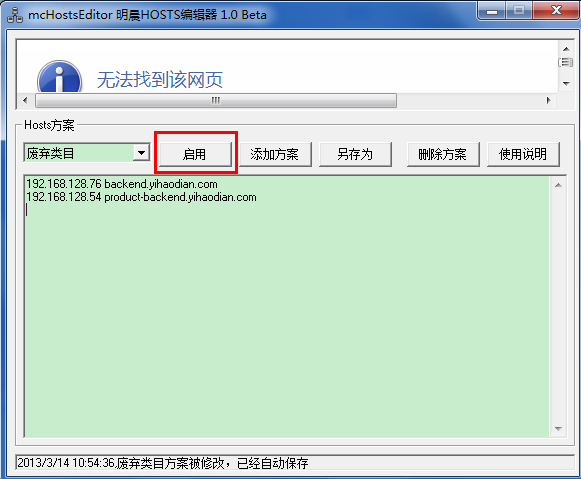 mcHostsEditor 明晨HOSTS编辑器 1.0 Beta
无法找到该网页
Hosts方案
废弃类目 启用 添加方案 另存为 删除方案 使用说明
192.168.128.76 backend.yihaodian.com
192.168.128.54 product-backend.yihaodian.com
2013/3/14 10:54:36,废弃类目方案被修改，已经自动保存